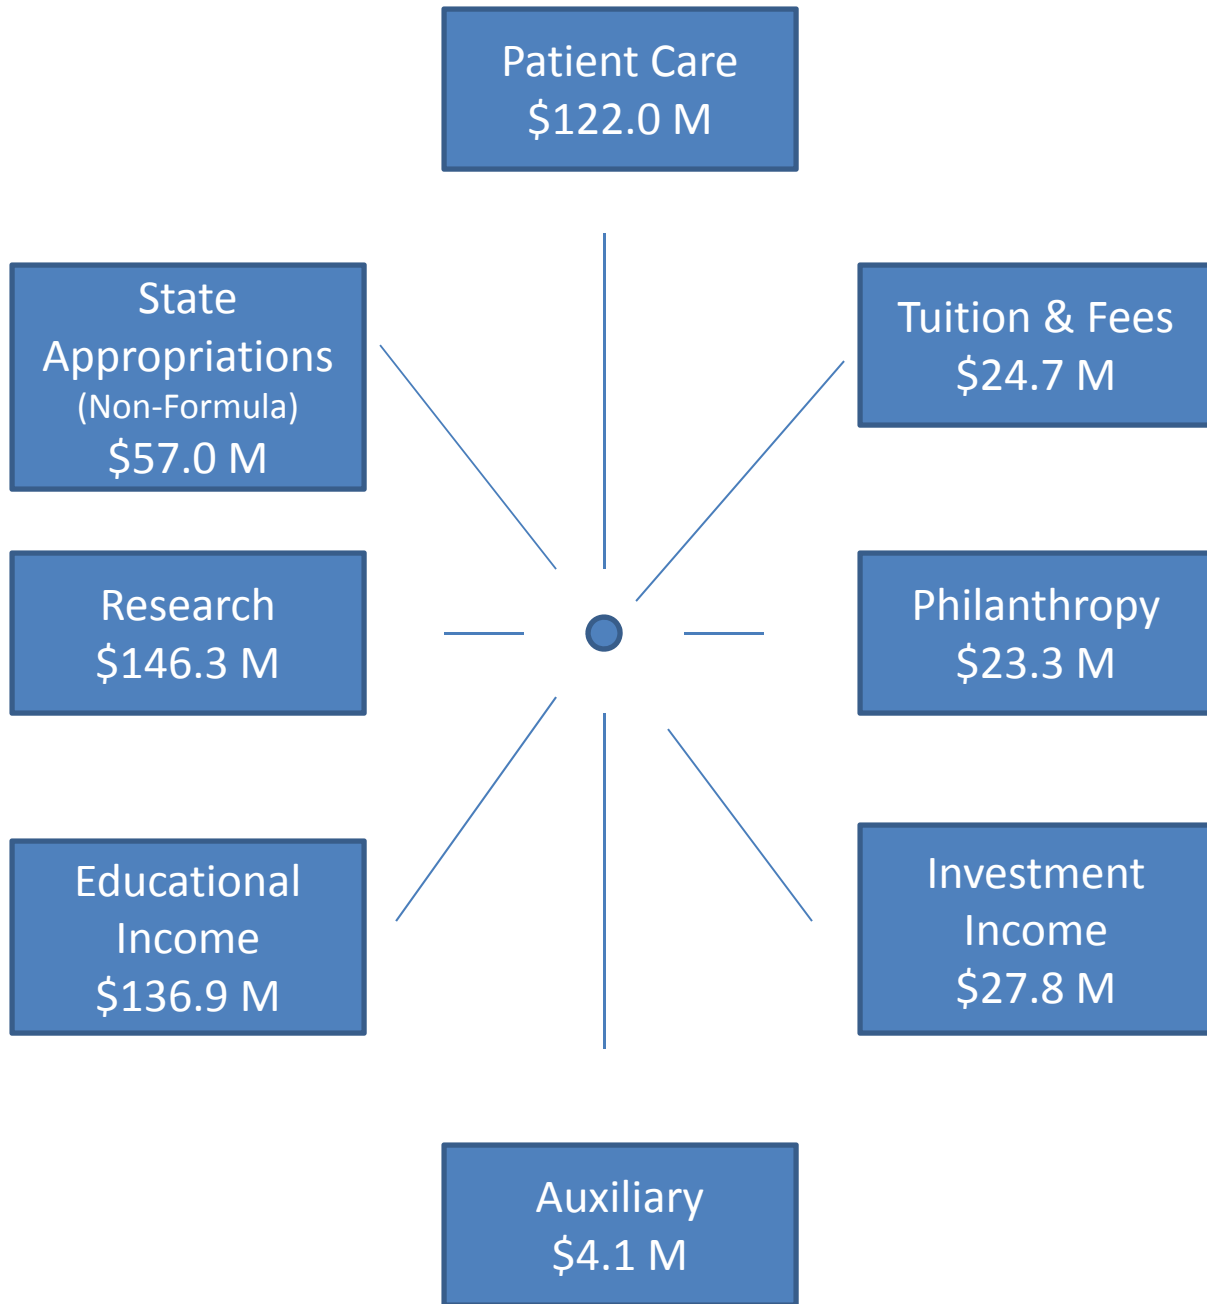 Patient Care
$122.0 M
State
Appropriations
(Non-Formula)
$57.0 M
Tuition & Fees
$24.7 M
Research
$146.3 M
Philanthropy
$23.3 M
Educational
Income
$136.9 M
Investment
Income
$27.8 M
Auxiliary
$4.1 M